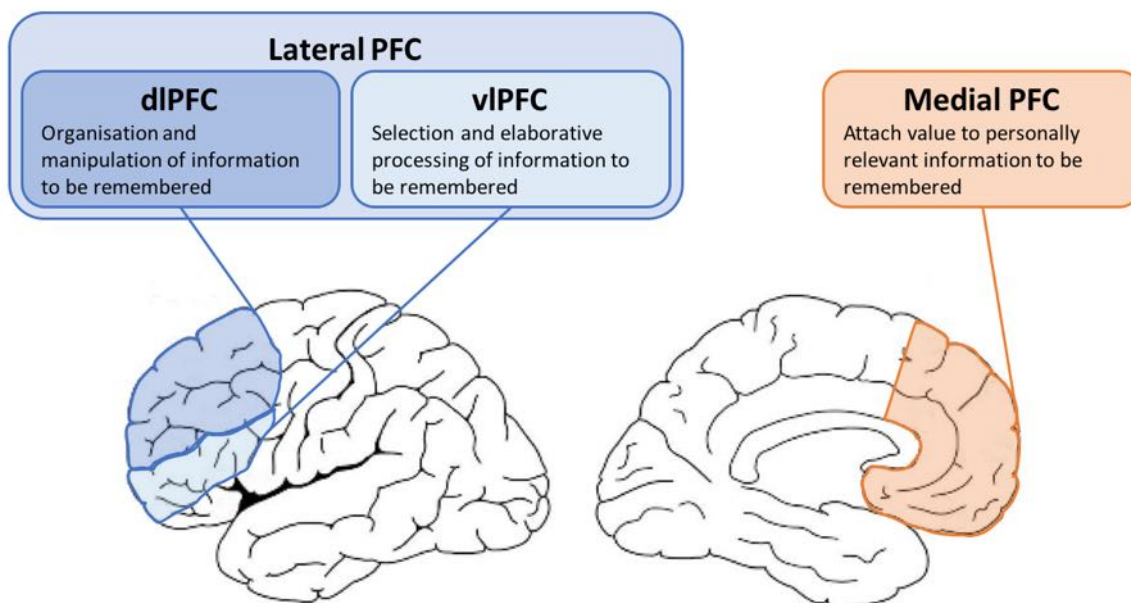 Lateral PFC
dlPFC
Organisation and
manipulation of information
to be remembered
vlPFC
Selection and elaborative
processing of information to
be remembered
Medial PFC
Attach value to personally
relevant information to be
remembered